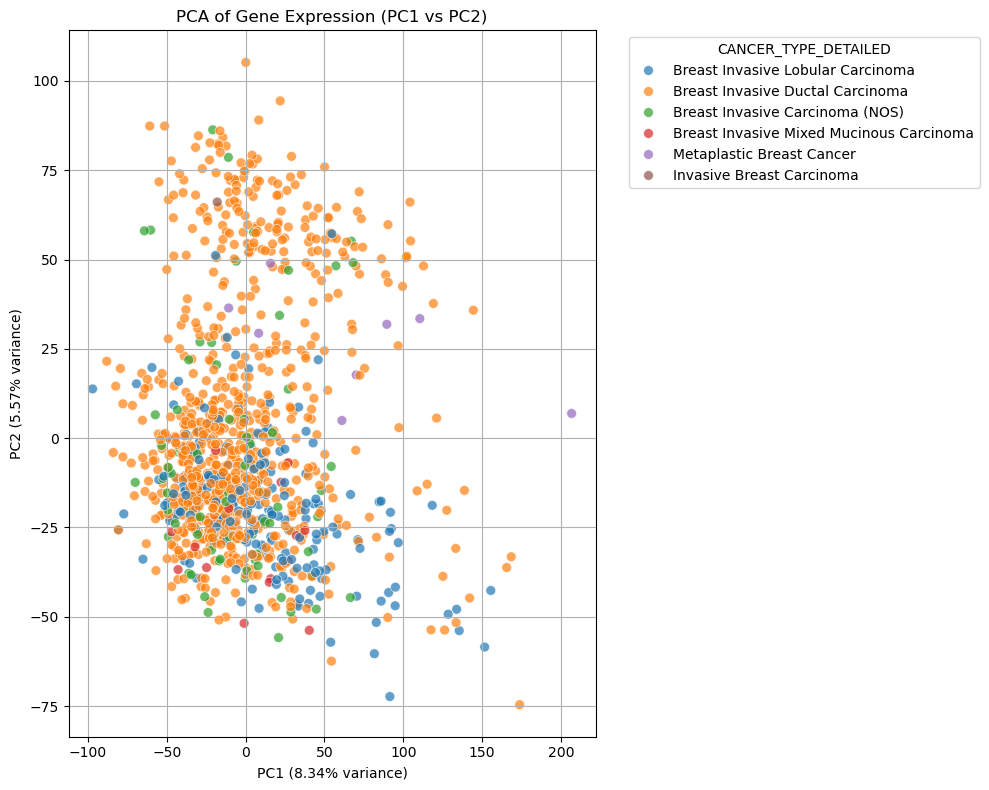 PCA of Gene Expression (PC1 vs PC2)
CANCER_TYPE_DETAILED
Breast Invasive Lobular Carcinoma
Breast Invasive Ductal Carcinoma
Breast Invasive Carcinoma (NOS)
Breast Invasive Mixed Mucinous Carcinoma
Metaplastic Breast Cancer
Invasive Breast Carcinoma
PC2 (5.57% variance)
100
75
50
25
0
−25
−50
−75
−100
−50
0
50
100
150
200
PC1 (8.34% variance)